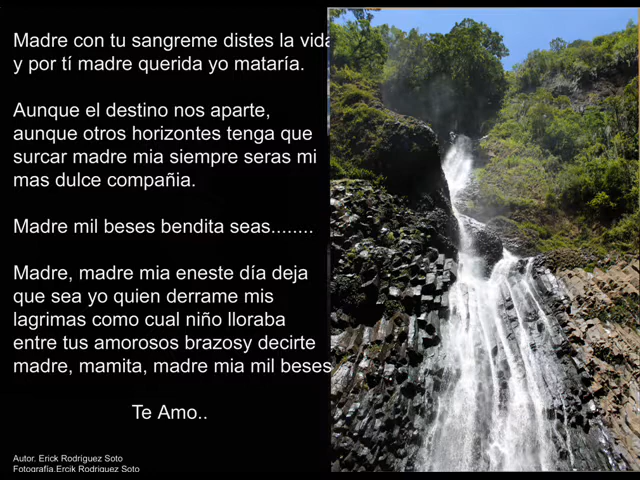 Madre con tu sangreme distes la vida
y por tí madre querida yo mataría.
Aunque el destino nos aparte,
aunque otros horizontes tenga que
surcar madre mia siempre seras mi
mas dulce compañia.
Madre mil beses bendita seas........
Madre, madre mia eneste día deja
que sea yo quien derrame mis
lagrimas como cual niño lloraba
entre tus amorosos brazosy decirte
madre, mamita, madre mia mil beses
Te Amo..
Autor. Erick Rodriguez Soto
Fotografía.Ercik Rodriguez Soto